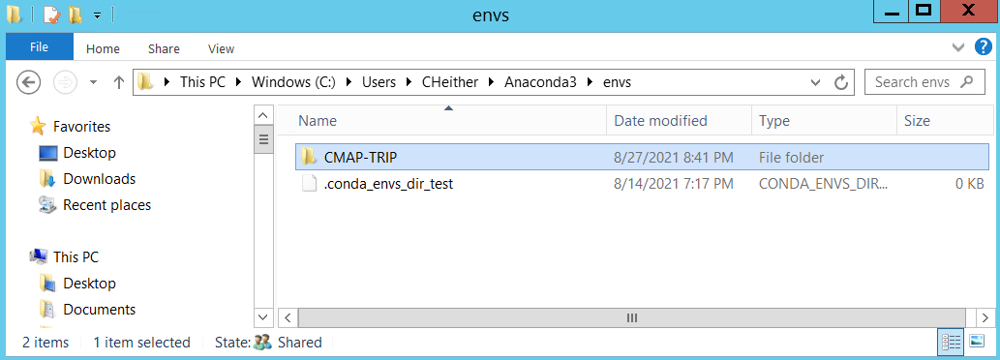 envs
File Home Share View
This PC Windows (C:) Users CHeither Anaconda3 envs Search envs
Name Date modified Type Size
Favorites
Desktop
Downloads
Recent places
This PC
Desktop
Documents
CMAP-TRIP 8/27/2021 8:41 PM File folder
.conda_envs_dir_test 8/14/2021 7:17 PM CONDA_ENVS_DIR... 0 KB
2 items 1 item selected State: Shared